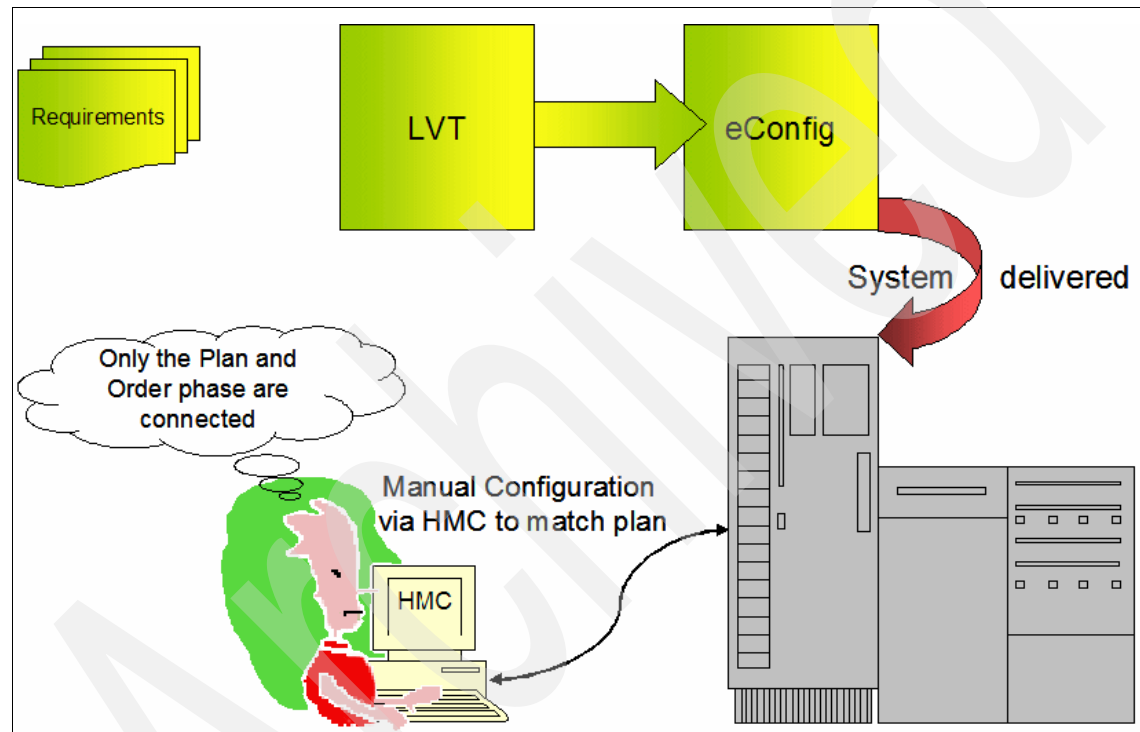 Requirements
LVT
eConfig
System delivered
Only the Plan and
Order phase are
connected
Manual Configuration
via HMC to match plan
HMC
Archived